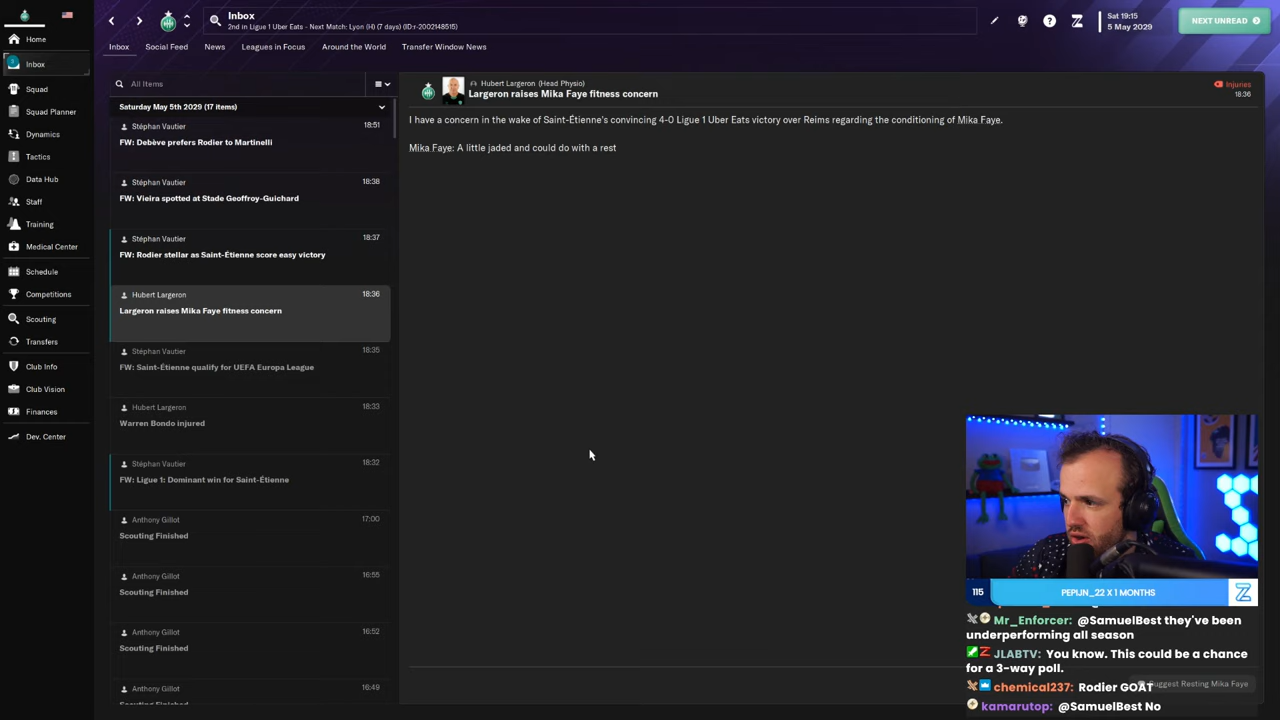 Inbox
2nd in Ligue 1 Uber Eats - Next Match: Lyon (H) (7 days) (ID:r-2002148515)
Sat 19:15
5 May 2029
NEXT UNREAD
Home
Inbox
Squad
Squad Planner
Dynamics
Tactics
Data Hub
Staff
Training
Medical Center
Schedule
Competitions
Scouting
Transfers
Club Info
Club Vision
Finances
Dev. Center
Inbox Social Feed News Leagues in Focus Around the World Transfer Window News
All Items
Saturday May 5th 2029 (17 items)
Stéphan Vautier 18:51
FW: Debève prefers Rodier to Martinelli
Stéphan Vautier 18:38
FW: Vieira spotted at Stade Geoffroy-Guichard
Stéphan Vautier 18:37
FW: Rodier stellar as Saint-Étienne score easy victory
Hubert Largeron 18:36
Largeron raises Mika Faye fitness concern
Stéphan Vautier 18:35
FW: Saint-Étienne qualify for UEFA Europa League
Hubert Largeron 18:33
Warren Bondo injured
Stéphan Vautier 18:32
FW: Ligue 1: Dominant win for Saint-Étienne
Anthony Gillot 17:00
Scouting Finished
Anthony Gillot 16:55
Scouting Finished
Anthony Gillot 16:52
Scouting Finished
Anthony Gillot 16:49
Scouting Finished
Hubert Largeron (Head Physio)
Largeron raises Mika Faye fitness concern
Injuries
18:36
I have a concern in the wake of Saint-Étienne's convincing 4-0 Ligue 1 Uber Eats victory over Reims regarding the conditioning of Mika Faye.
Mika Faye: A little jaded and could do with a rest
115 PEPIJN_22 X 1 MONTHS
Mr_Enforcer: @SamuelBest they've been
underperforming all season
JLABTV: You know. This could be a chance
for a 3-way poll.
Suggest Resting Mika Faye
chemical237: Rodier GOAT
kamarutop: @SamuelBest No